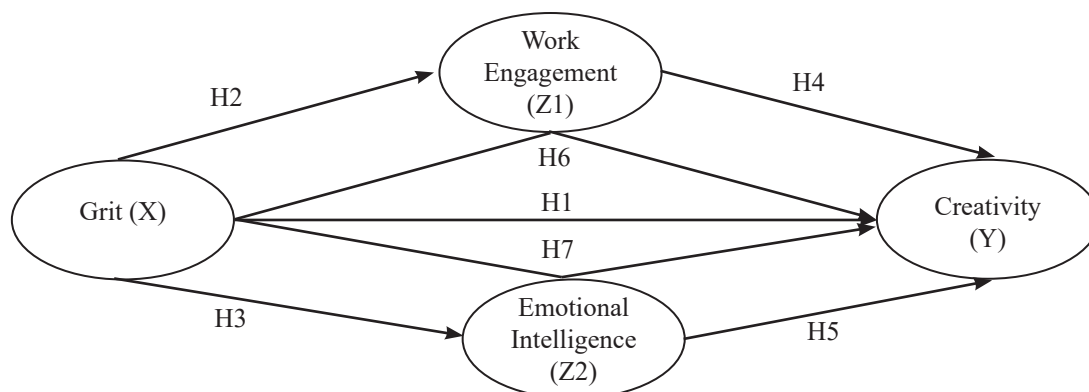 Work
Engagement
(Z1)
H2
H4
H6
Grit (X)
H1
Creativity
(Y)
H7
H3
Emotional
Intelligence
(Z2)
H5